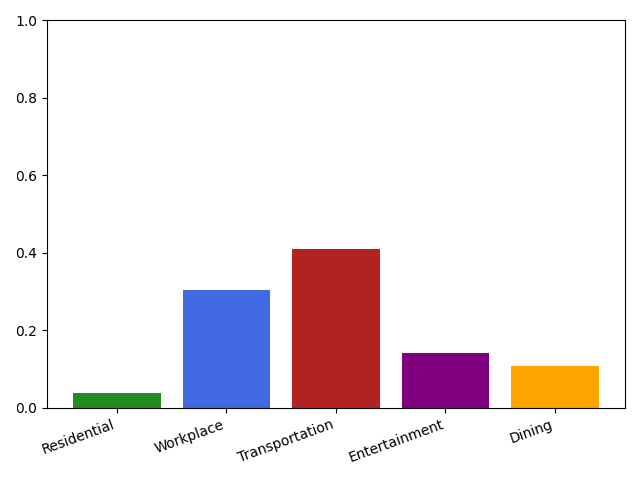 1.0
0.8
0.6
0.4
0.2
0.0
Residential
Workplace
Transportation
Entertainment
Dining